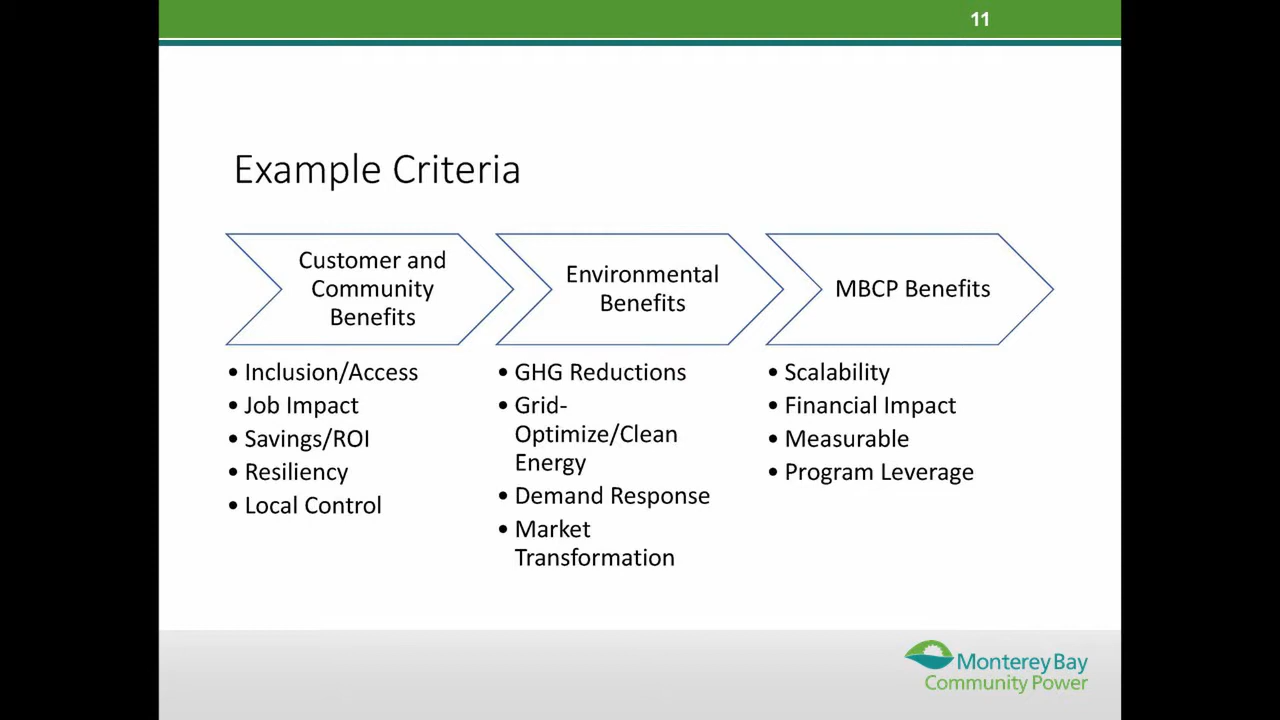 11
Example Criteria
Customer and
Community
Benefits
• Inclusion/Access
• Job Impact
• Savings/ROI
• Resiliency
• Local Control
Environmental
Benefits
• GHG Reductions
• Grid-
Optimize/Clean
Energy
• Demand Response
• Market
Transformation
MBCP Benefits
• Scalability
• Financial Impact
• Measurable
• Program Leverage
Monterey Bay
Community Power